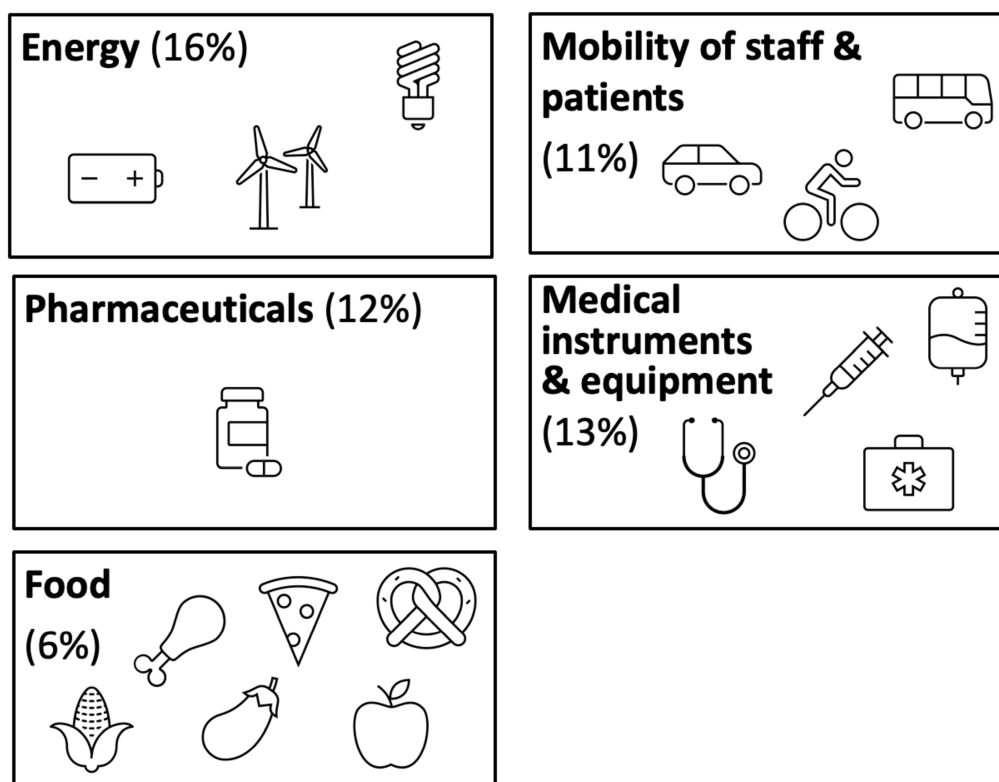 Energy (16%)
− +
Mobility of staff &
patients
(11%)
Pharmaceuticals (12%)
Medical
instruments
& equipment
(13%)
Food
(6%)